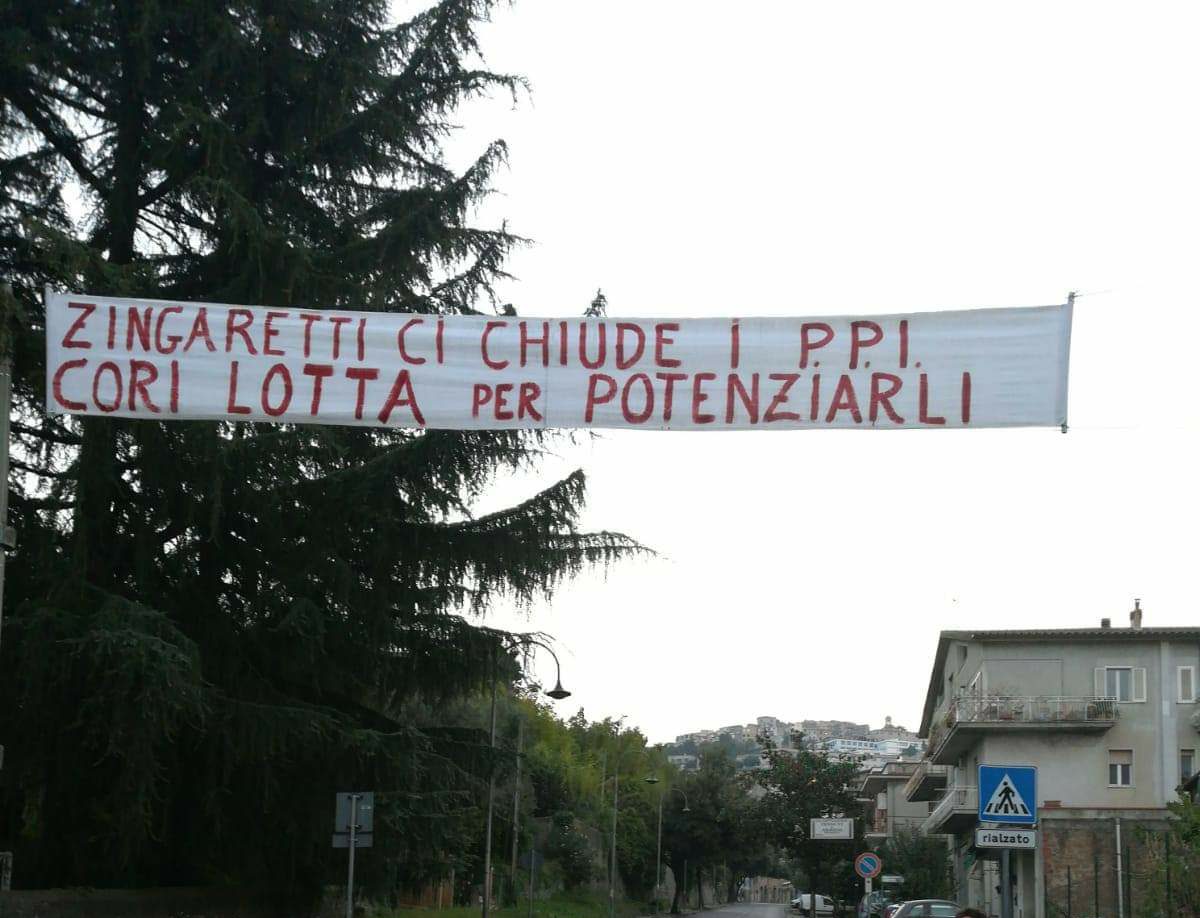 ZINGARETTI CI CHIUDE I P.P.I.
CORI LOTTA PER POTENZIARLI
rialzato